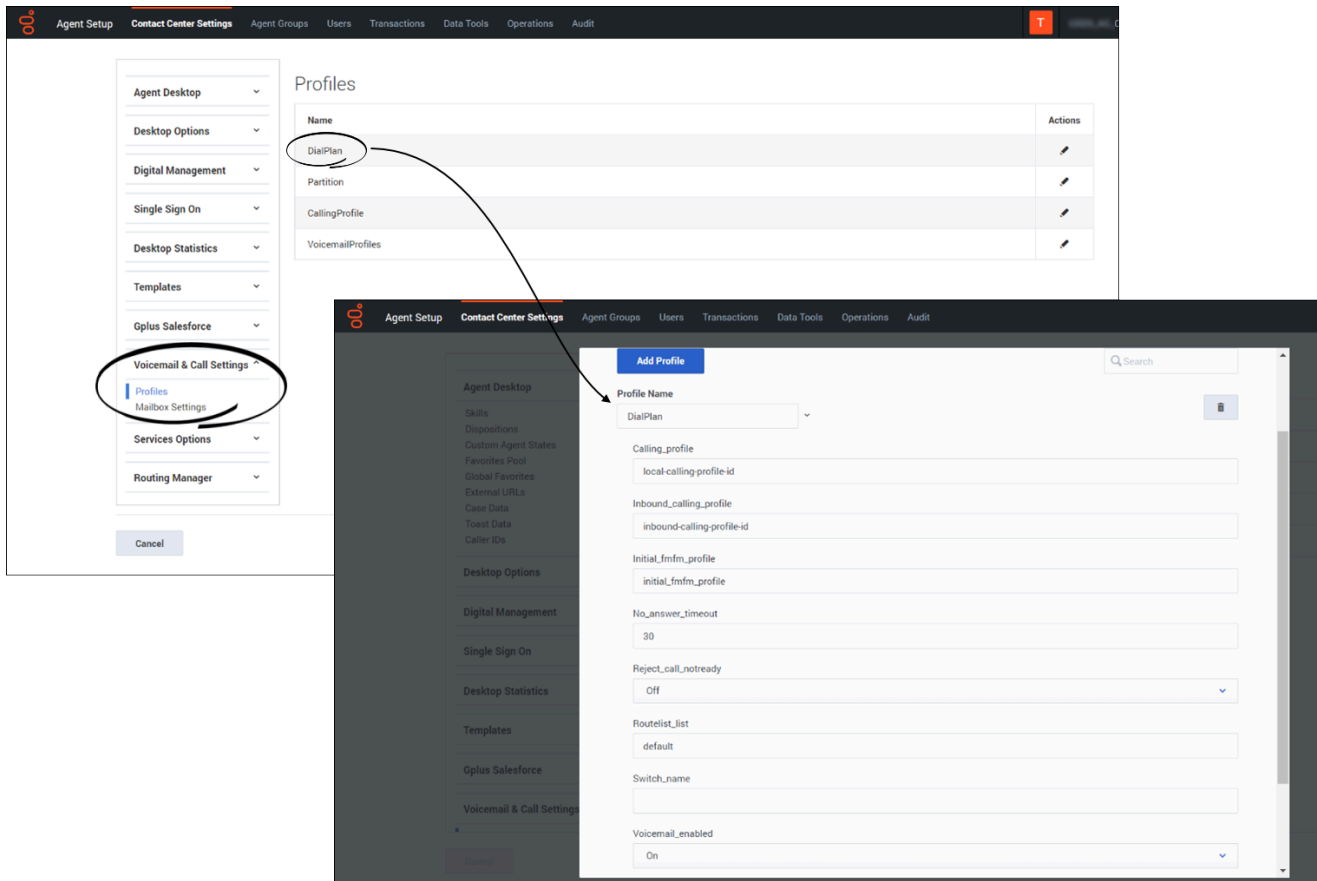 Agent Setup Contact Center Settings Agent Groups Users Transactions Data Tools Operations Audit T
Agent Desktop
Desktop Options
Digital Management
Single Sign On
Desktop Statistics
Templates
Gplus Salesforce
Voicemail & Call Settings
Profiles
Mailbox Settings
Services Options
Routing Manager
Cancel
Profiles
Name Actions
DialPlan
Partition
CallingProfile
VoicemailProfiles
Agent Setup Contact Center Settings Agent Groups Users Transactions Data Tools Operations Audit
Agent Desktop
Skills
Dispositions
Custom Agent States
Favorites Pool
Global Favorites
External URLs
Case Data
Toast Data
Caller IDs
Desktop Options
Digital Management
Single Sign On
Desktop Statistics
Templates
Gplus Salesforce
Voicemail & Call Settings
Cancel
Add Profile Search
Profile Name
DialPlan
Calling_profile
local-calling-profile-id
Inbound_calling_profile
inbound-calling-profile-id
Initial_fmfm_profile
initial_fmfm_profile
No_answer_timeout
30
Reject_call_notready
Off
Routelist_list
default
Switch_name
Voicemail_enabled
On